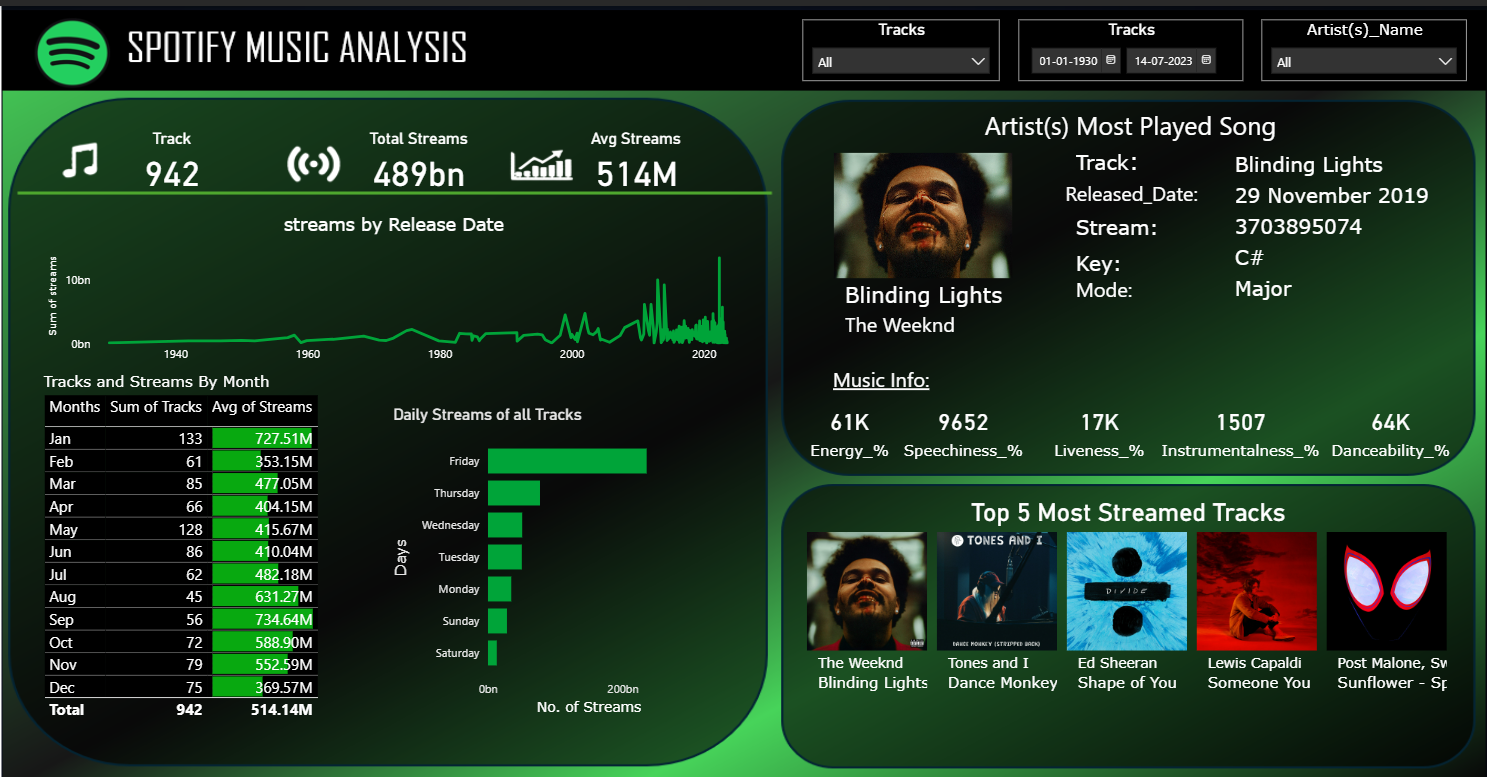 SPOTIFY MUSIC ANALYSIS
Tracks
All
Tracks
01-01-1930 14-07-2023
Artist(s)_Name
All
Track
942
Total Streams
489bn
Avg Streams
514M
streams by Release Date
Sum of streams
10bn
0bn
1940 1960 1980 2000 2020
Tracks and Streams By Month
Months Sum of Tracks Avg of Streams
Jan 133 727.51M
Feb 61 353.15M
Mar 85 477.05M
Apr 66 404.15M
May 128 415.67M
Jun 86 410.04M
Jul 62 482.18M
Aug 45 631.27M
Sep 56 734.64M
Oct 72 588.90M
Nov 79 552.59M
Dec 75 369.57M
Total 942 514.14M
Daily Streams of all Tracks
Days
Friday
Thursday
Wednesday
Tuesday
Monday
Sunday
Saturday
0bn 200bn
No. of Streams
Artist(s) Most Played Song
Blinding Lights
The Weeknd
Track: Blinding Lights
Released_Date: 29 November 2019
Stream: 3703895074
Key: C#
Mode: Major
Music Info:
61K 9652 17K 1507 64K
Energy_% Speechiness_% Liveness_% Instrumentalness_% Danceability_%
Top 5 Most Streamed Tracks
TONES AND I
DANCE MONKEY (STRIPPED BACK)
DIVIDE
The Weeknd
Blinding Lights
Tones and I
Dance Monkey
Ed Sheeran
Shape of You
Lewis Capaldi
Someone You
Post Malone, Sw
Sunflower - Sp